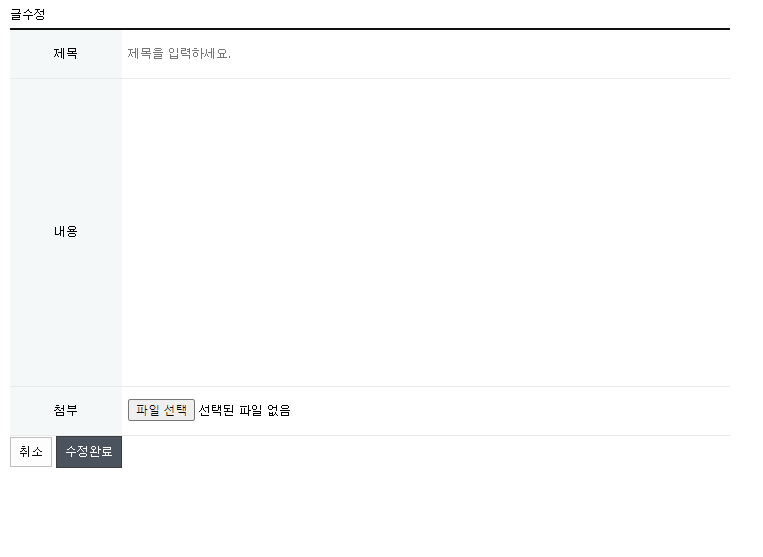 글수정
제목 제목을 입력하세요.
내용
첨부 파일 선택 선택된 파일 없음
취소 수정완료